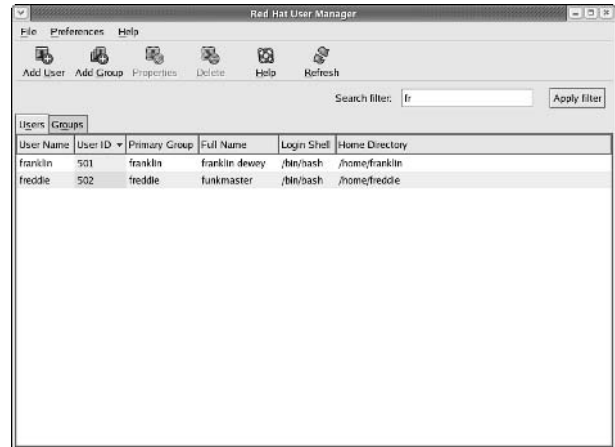 Red Hat User Manager
File Preferences Help
Add User Add Group Properties Delete Help Refresh
Search filter: fr Apply filter
Users Groups
User Name User ID Primary Group Full Name Login Shell Home Directory
franklin 501 franklin franklin dewey /bin/bash /home/franklin
freddie 502 freddie funkmaster /bin/bash /home/freddie